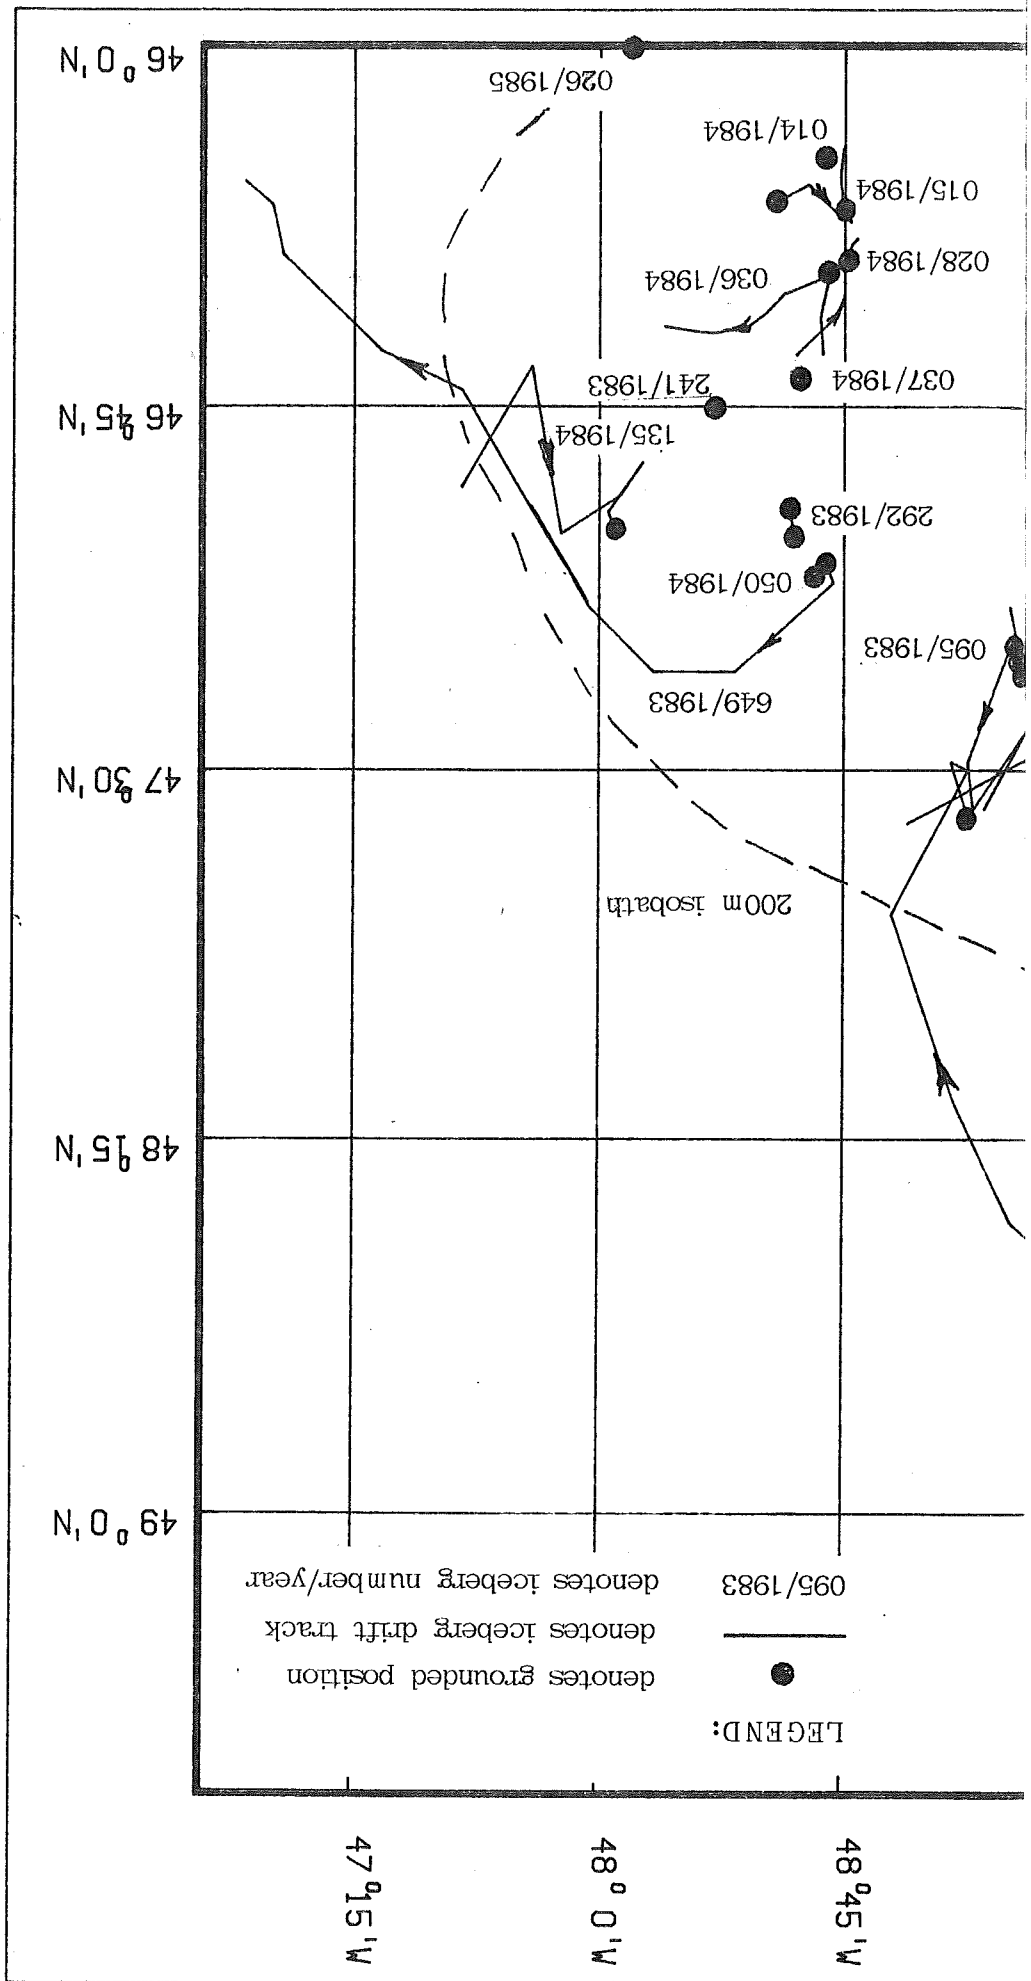 48°45'W
48°0'W
47°15'W
LEGEND:
denotes grounded position
denotes iceberg drift track
095/1983 denotes iceberg number/year
49°0'N
48°15'N
200m isobath
47°30'N
649/1983
095/1983
050/1984
292/1983
135/1984
46°45'N
241/1983
037/1984
036/1984
028/1984
015/1984
014/1984
026/1985
46°0'N